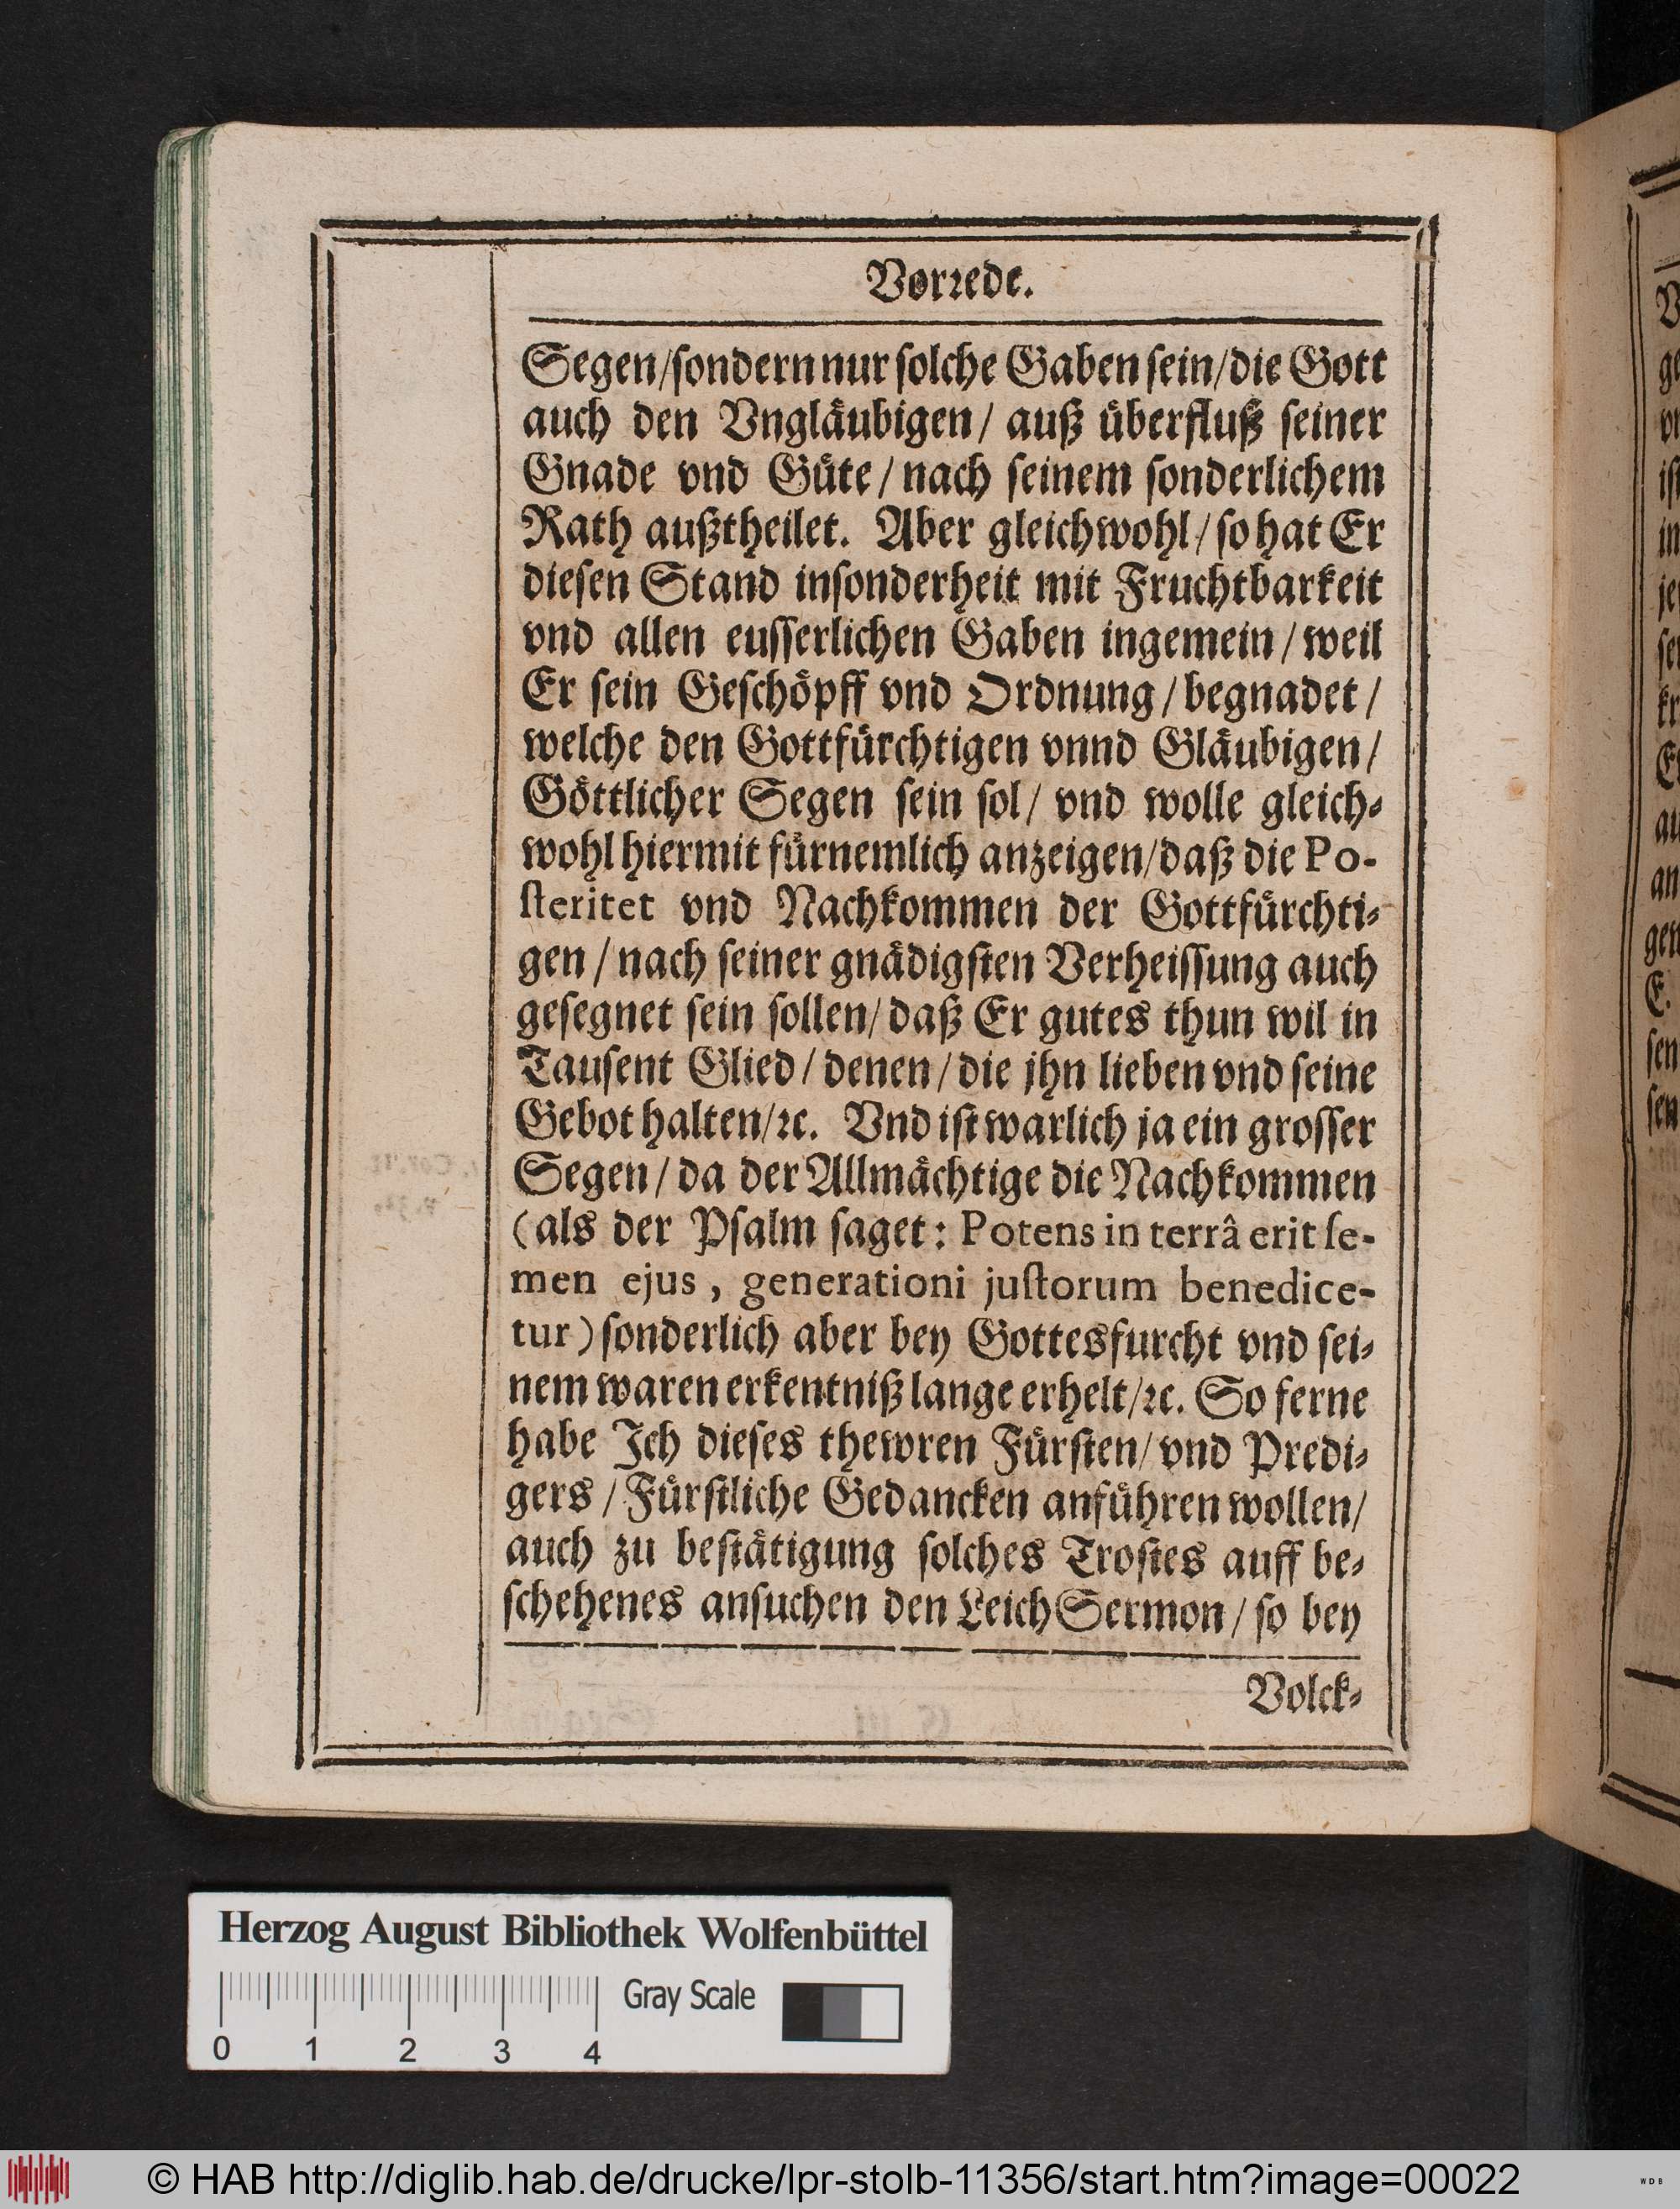 Vorrede.
Segen/sondern nur solche Gaben sein/die Gott
auch den Vngläubigen/ auß überfluß seiner
Gnade vnd Güte/ nach seinem sonderlichem
Rath außtheilet. Aber gleichwohl/ so hat Er
diesen Stand insonderheit mit Fruchtbarkeit
vnd allen eusserlichen Gaben ingemein/ weil
Er sein Geschöpff vnd Ordnung/ begnadet/
welche den Gottfürchtigen vnnd Gläubigen/
Göttlicher Segen sein sol/ vnd wolle gleich-
wohl hiermit fürnemlich anzeigen/daß die Po-
steritet vnd Nachkommen der Gottfürchti-
gen/ nach seiner gnädigsten Verheissung auch
gesegnet sein sollen/ daß Er gutes thun wil in
Tausent Glied/ denen/ die jhn lieben vnd seine
Gebot halten/ꝛc. Vnd ist warlich ja ein grosser
Segen/ da der Allmächtige die Nachkommen
(als der Psalm saget: Potens in terrâ erit se-
men ejus, generationi justorum benedice-
tur) sonderlich aber bey Gottesfurcht vnd sei-
nem waren erkentniß lange erhelt/ꝛc. So ferne
habe Ich dieses thewren Fürsten/ vnd Predi-
gers/ Fürstliche Gedancken anführen wollen/
auch zu bestätigung solches Trostes auff be-
schehenes ansuchen den LeichSermon/ so bey
Volck-
Herzog August Bibliothek Wolfenbüttel
Gray Scale
0 1 2 3 4
© HAB http://diglib.hab.de/drucke/lpr-stolb-11356/start.htm?image=00022
WDB